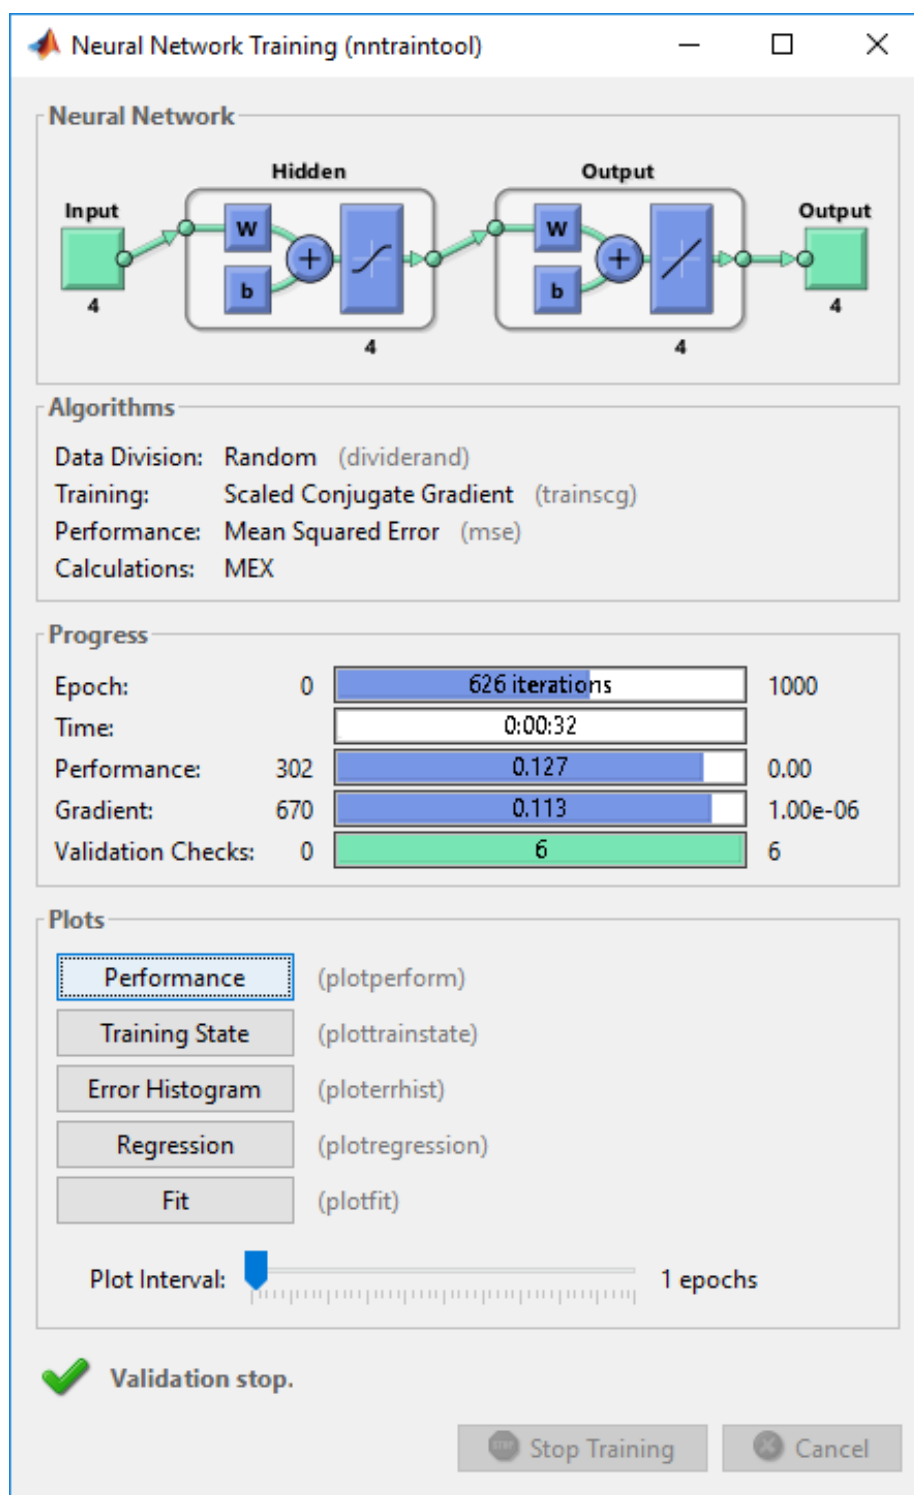 Neural Network Training (nntraintool)
Neural Network
Hidden Output
Input Output
W W
b b
4 4
4 4
Algorithms
Data Division: Random (dividerand)
Training: Scaled Conjugate Gradient (trainscg)
Performance: Mean Squared Error (mse)
Calculations: MEX
Progress
Epoch: 0 626 iterations 1000
Time: 0:00:32
Performance: 302 0.127 0.00
Gradient: 670 0.113 1.00e-06
Validation Checks: 0 6 6
Plots
Performance (plotperform)
Training State (plottrainstate)
Error Histogram (ploterrhist)
Regression (plotregression)
Fit (plotfit)
Plot Interval: 1 epochs
Validation stop.
STOP Stop Training Cancel